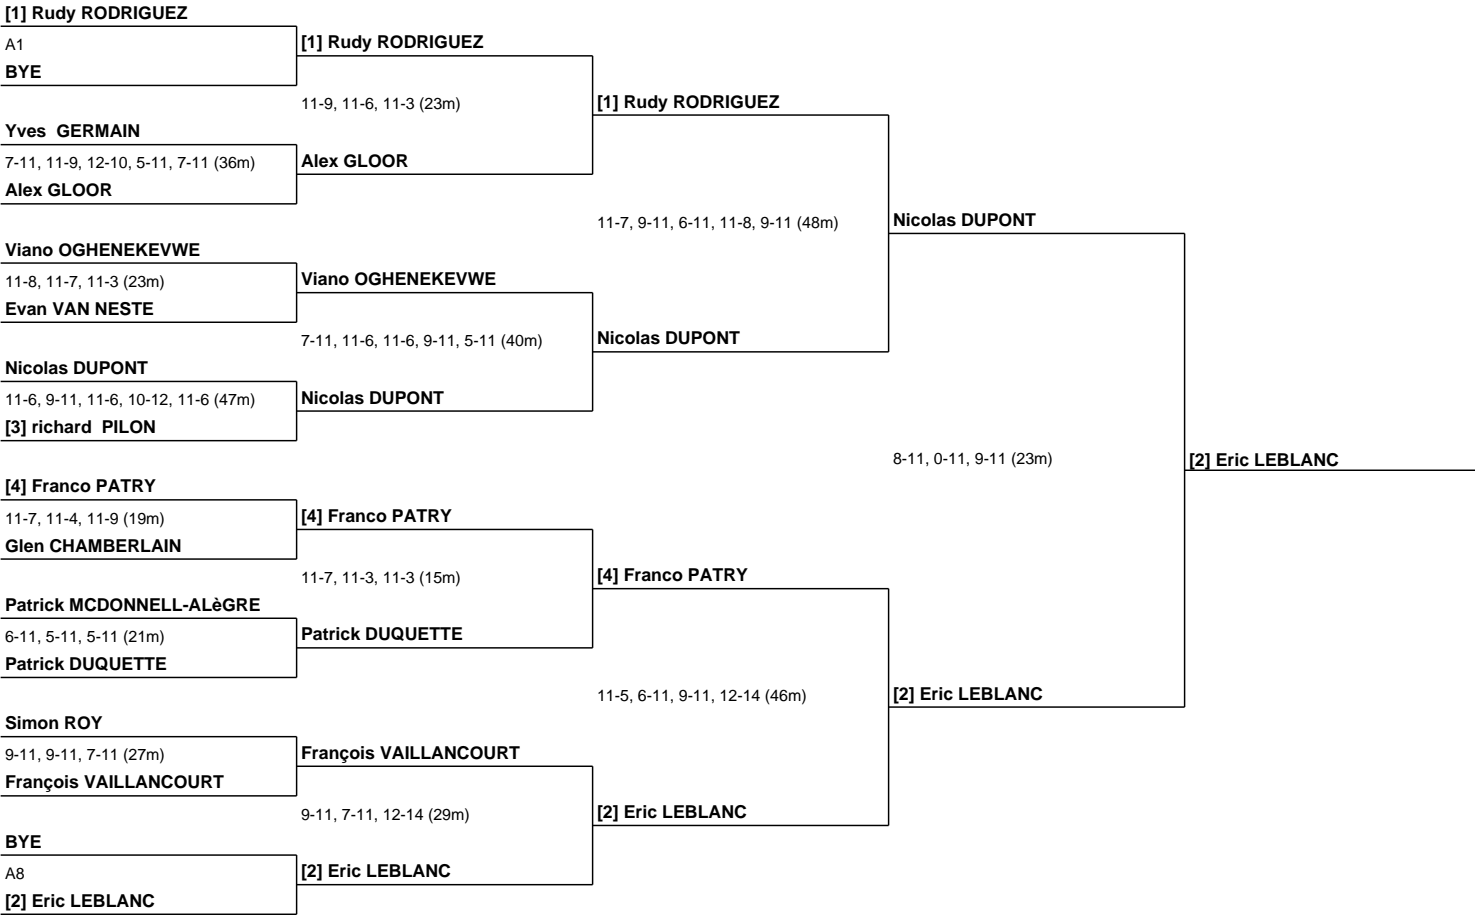 [1] Rudy RODRIGUEZ
A1
BYE
[1] Rudy RODRIGUEZ
11-9, 11-6, 11-3 (23m)
[1] Rudy RODRIGUEZ
Yves  GERMAIN
7-11, 11-9, 12-10, 5-11, 7-11 (36m)
Alex GLOOR
Alex GLOOR
11-7, 9-11, 6-11, 11-8, 9-11 (48m)
Nicolas DUPONT
Viano OGHENEKEVWE
11-8, 11-7, 11-3 (23m)
Evan VAN NESTE
Viano OGHENEKEVWE
7-11, 11-6, 11-6, 9-11, 5-11 (40m)
Nicolas DUPONT
Nicolas DUPONT
11-6, 9-11, 11-6, 10-12, 11-6 (47m)
[3] richard  PILON
Nicolas DUPONT
8-11, 0-11, 9-11 (23m)
[2] Eric LEBLANC
[4] Franco PATRY
11-7, 11-4, 11-9 (19m)
Glen CHAMBERLAIN
[4] Franco PATRY
11-7, 11-3, 11-3 (15m)
[4] Franco PATRY
Patrick MCDONNELL-ALèGRE
6-11, 5-11, 5-11 (21m)
Patrick DUQUETTE
Patrick DUQUETTE
11-5, 6-11, 9-11, 12-14 (46m)
[2] Eric LEBLANC
Simon ROY
9-11, 9-11, 7-11 (27m)
François VAILLANCOURT
François VAILLANCOURT
9-11, 7-11, 12-14 (29m)
[2] Eric LEBLANC
BYE
A8
[2] Eric LEBLANC
[2] Eric LEBLANC